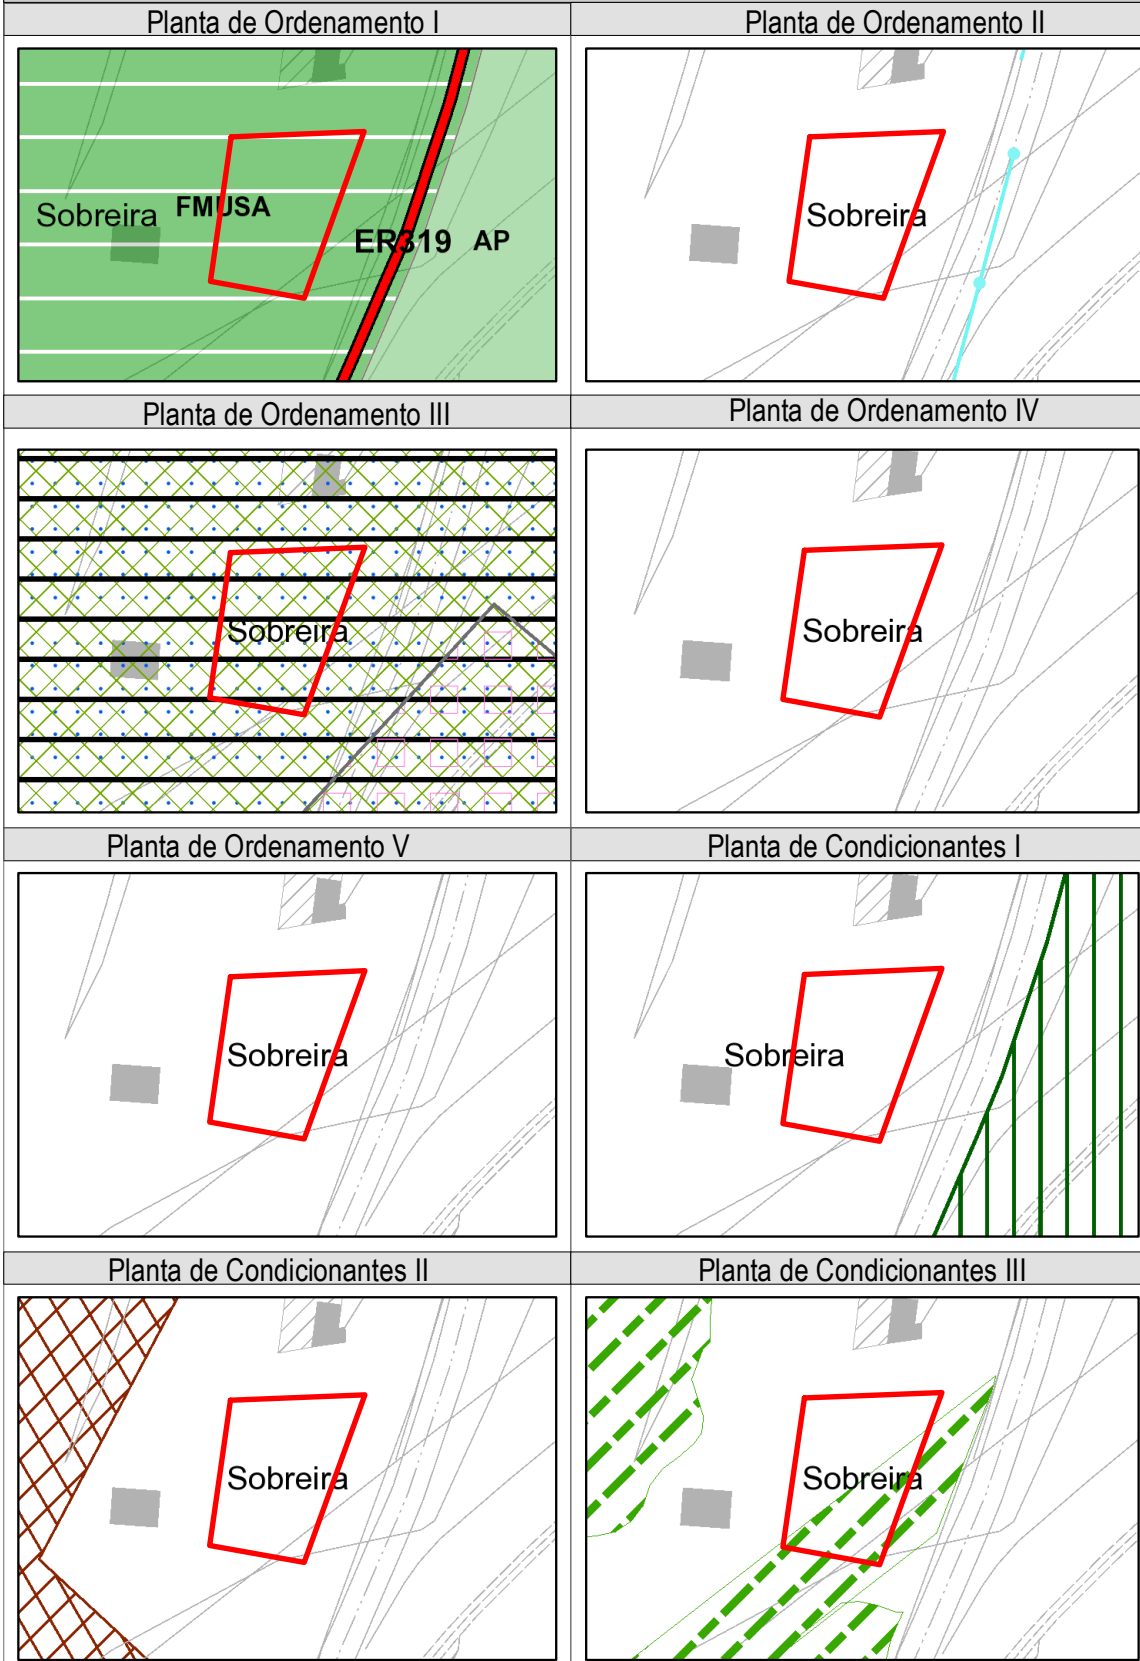 Planta de Ordenamento I
Planta de Ordenamento II
Sobreira FMUSA
ER319 AP
Sobreira
Planta de Ordenamento III
Planta de Ordenamento IV
Sobreira
Sobreira
Planta de Ordenamento V
Planta de Condicionantes I
Sobreira
Sobreira
Planta de Condicionantes II
Planta de Condicionantes III
Sobreira
Sobreira